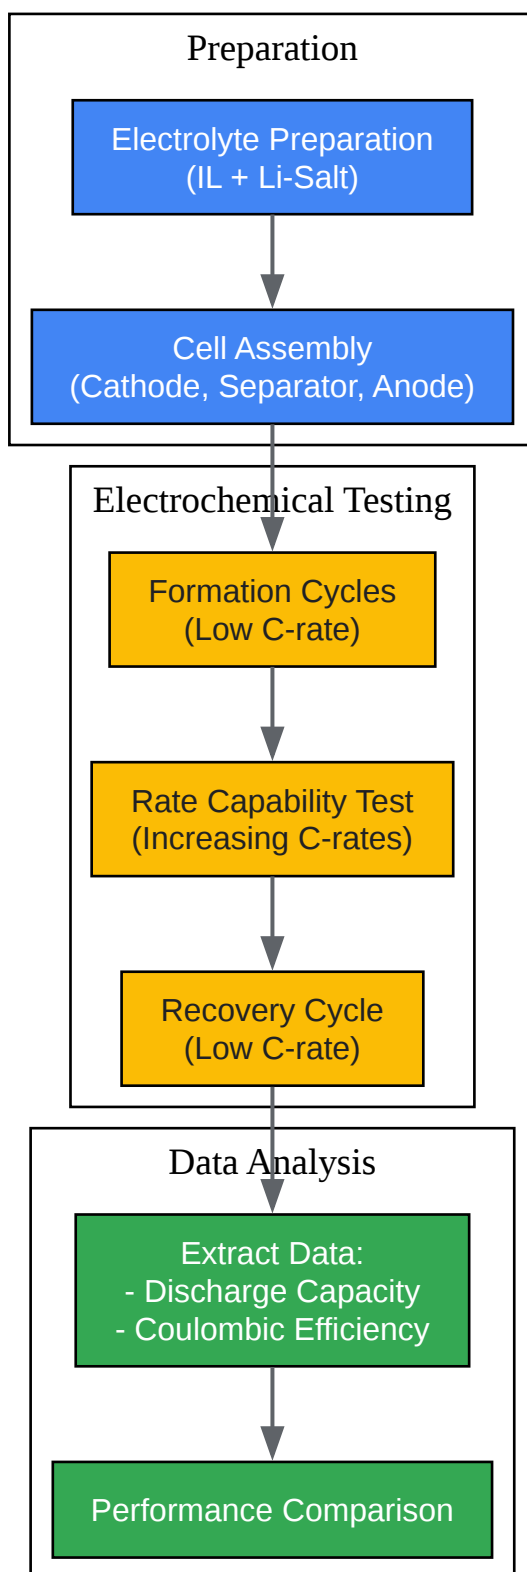 Preparation
Electrolyte Preparation
(IL + Li-Salt)
Cell Assembly
(Cathode, Separator, Anode)
Electrochemical Testing
Formation Cycles
(Low C-rate)
Rate Capability Test
(Increasing C-rates)
Recovery Cycle
(Low C-rate)
Data Analysis
Extract Data:
- Discharge Capacity
- Coulombic Efficiency
Performance Comparison